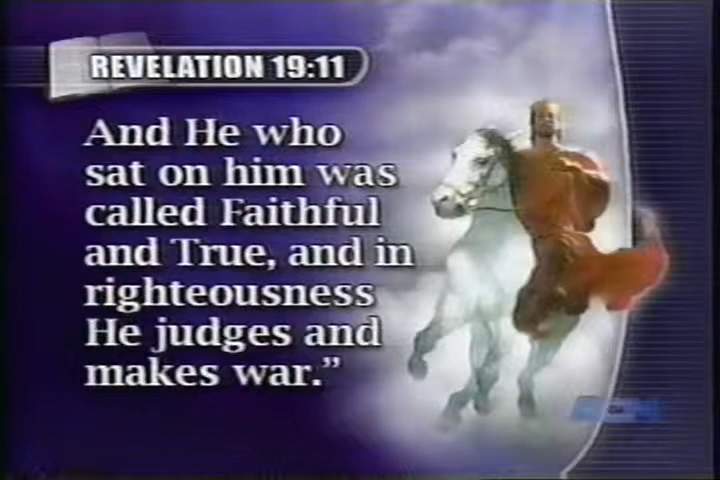 REVELATION 19:11
And He who
sat on him was
called Faithful
and True, and in
righteousness
He judges and
makes war.”